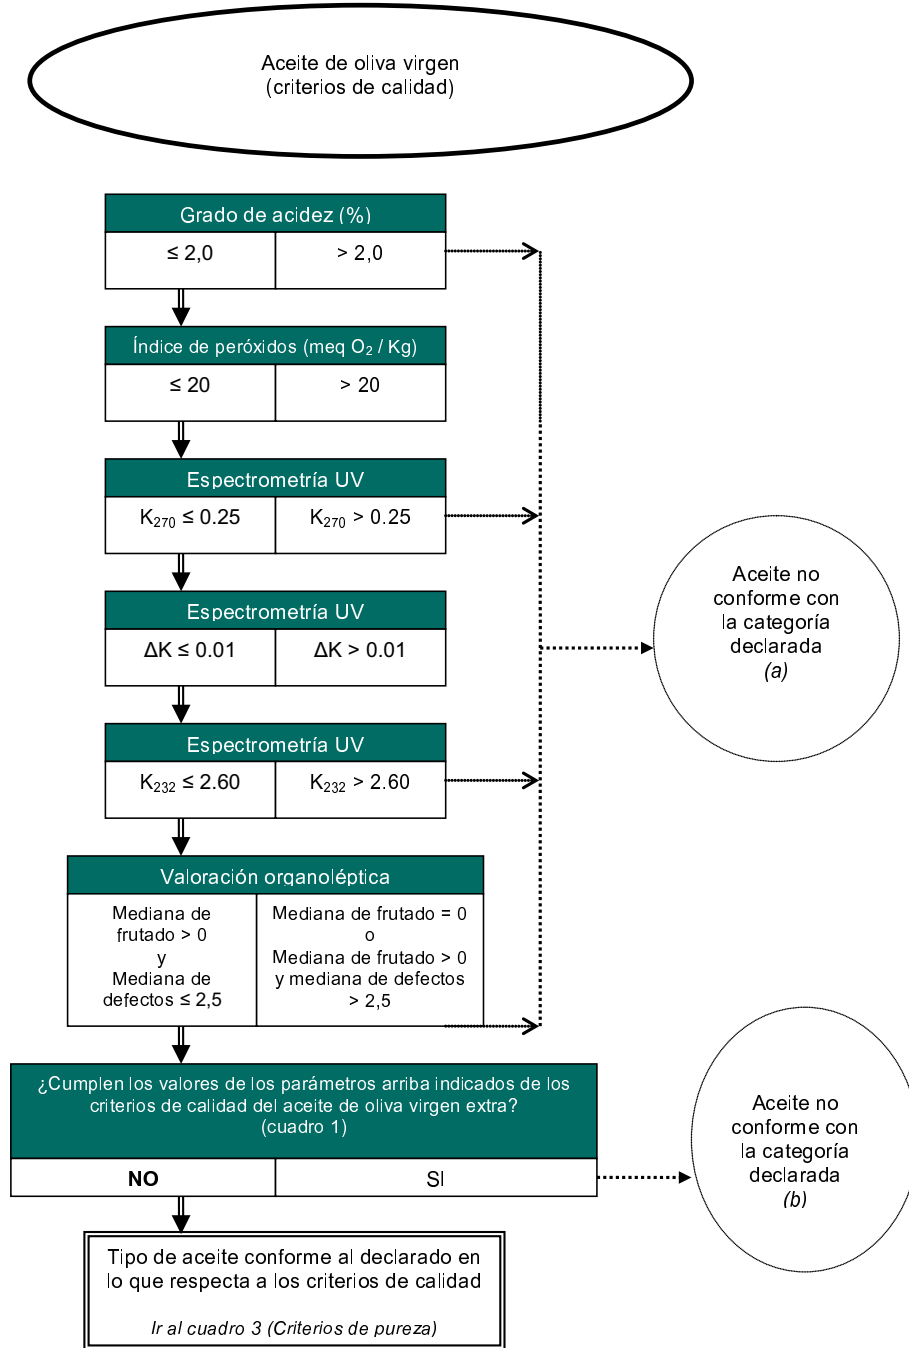 Aceite de oliva virgen
(criterios de calidad)
Grado de acidez (%)
≤ 2,0
> 2,0
Índice de peróxidos (meq O₂ / Kg)
≤ 20
> 20
Espectrometría UV
K₂₇₀ ≤ 0.25
K₂₇₀ > 0.25
Espectrometría UV
ΔK ≤ 0.01
ΔK > 0.01
Espectrometría UV
K₂₃₂ ≤ 2.60
K₂₃₂ > 2.60
Aceite no
conforme con
la categoría
declarada
(a)
Valoración organoléptica
Mediana de
frutado > 0
y
Mediana de
defectos ≤ 2,5
Mediana de frutado = 0
o
Mediana de frutado > 0
y mediana de defectos
> 2,5
¿Cumplen los valores de los parámetros arriba indicados de los
criterios de calidad del aceite de oliva virgen extra?
(cuadro 1)
NO
SI
Aceite no
conforme con
la categoría
declarada
(b)
Tipo de aceite conforme al declarado en
lo que respecta a los criterios de calidad
Ir al cuadro 3 (Criterios de pureza)